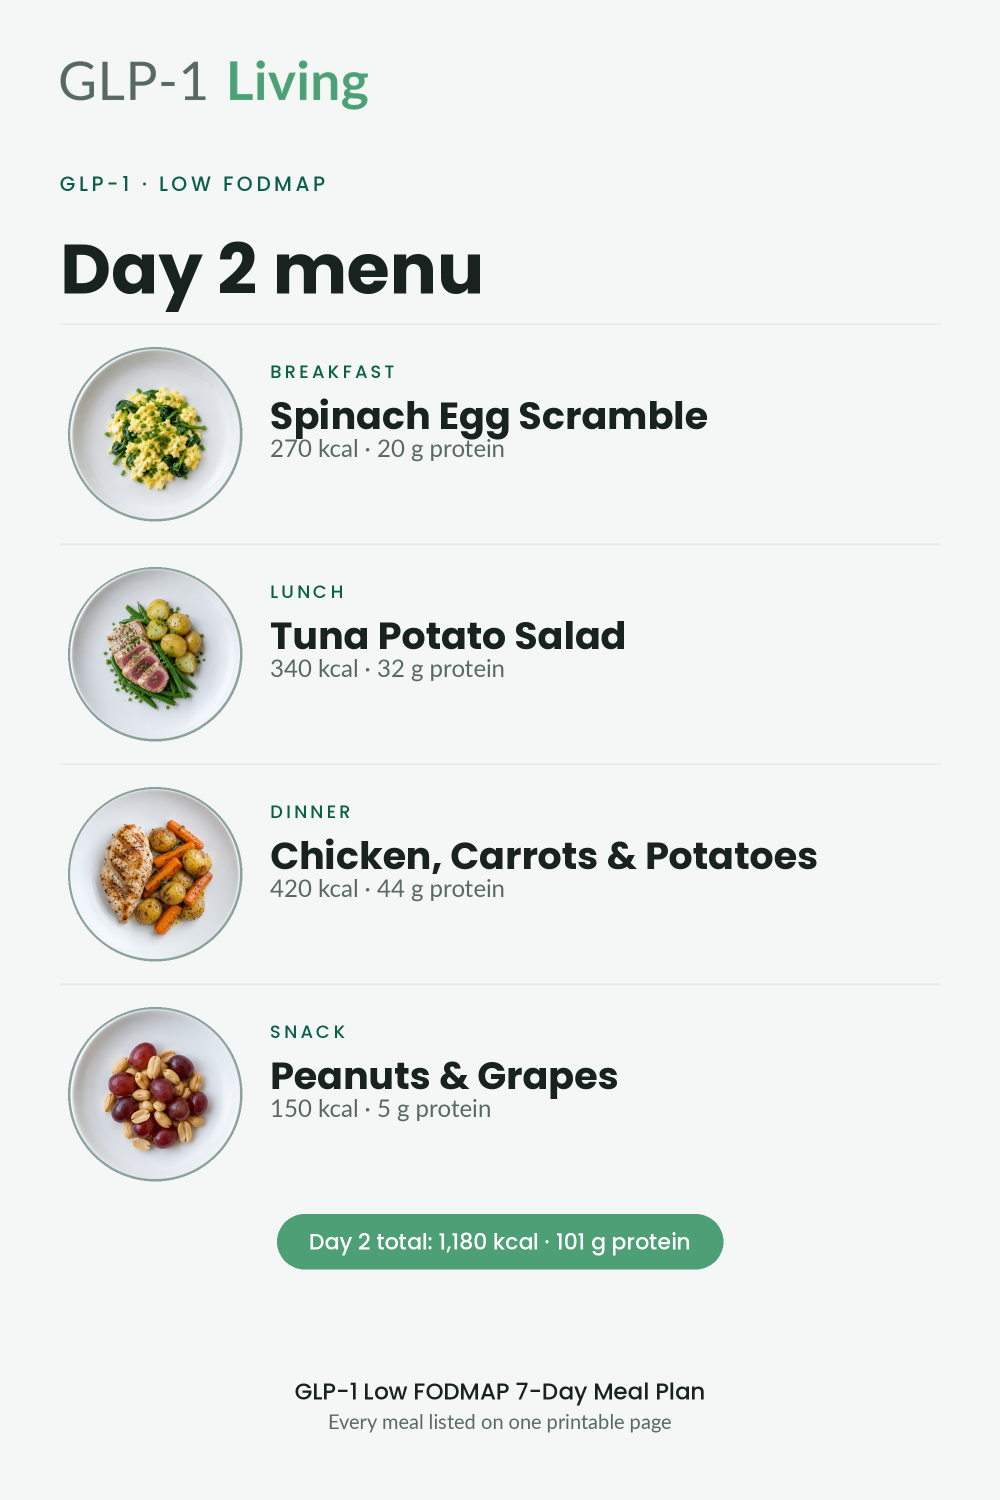 GLP-1 Living
GLP-1 · LOW FODMAP
Day 2 menu
BREAKFAST
Spinach Egg Scramble
270 kcal · 20 g protein
LUNCH
Tuna Potato Salad
340 kcal · 32 g protein
DINNER
Chicken, Carrots & Potatoes
420 kcal · 44 g protein
SNACK
Peanuts & Grapes
150 kcal · 5 g protein
Day 2 total: 1,180 kcal · 101 g protein
GLP-1 Low FODMAP 7-Day Meal Plan
Every meal listed on one printable page